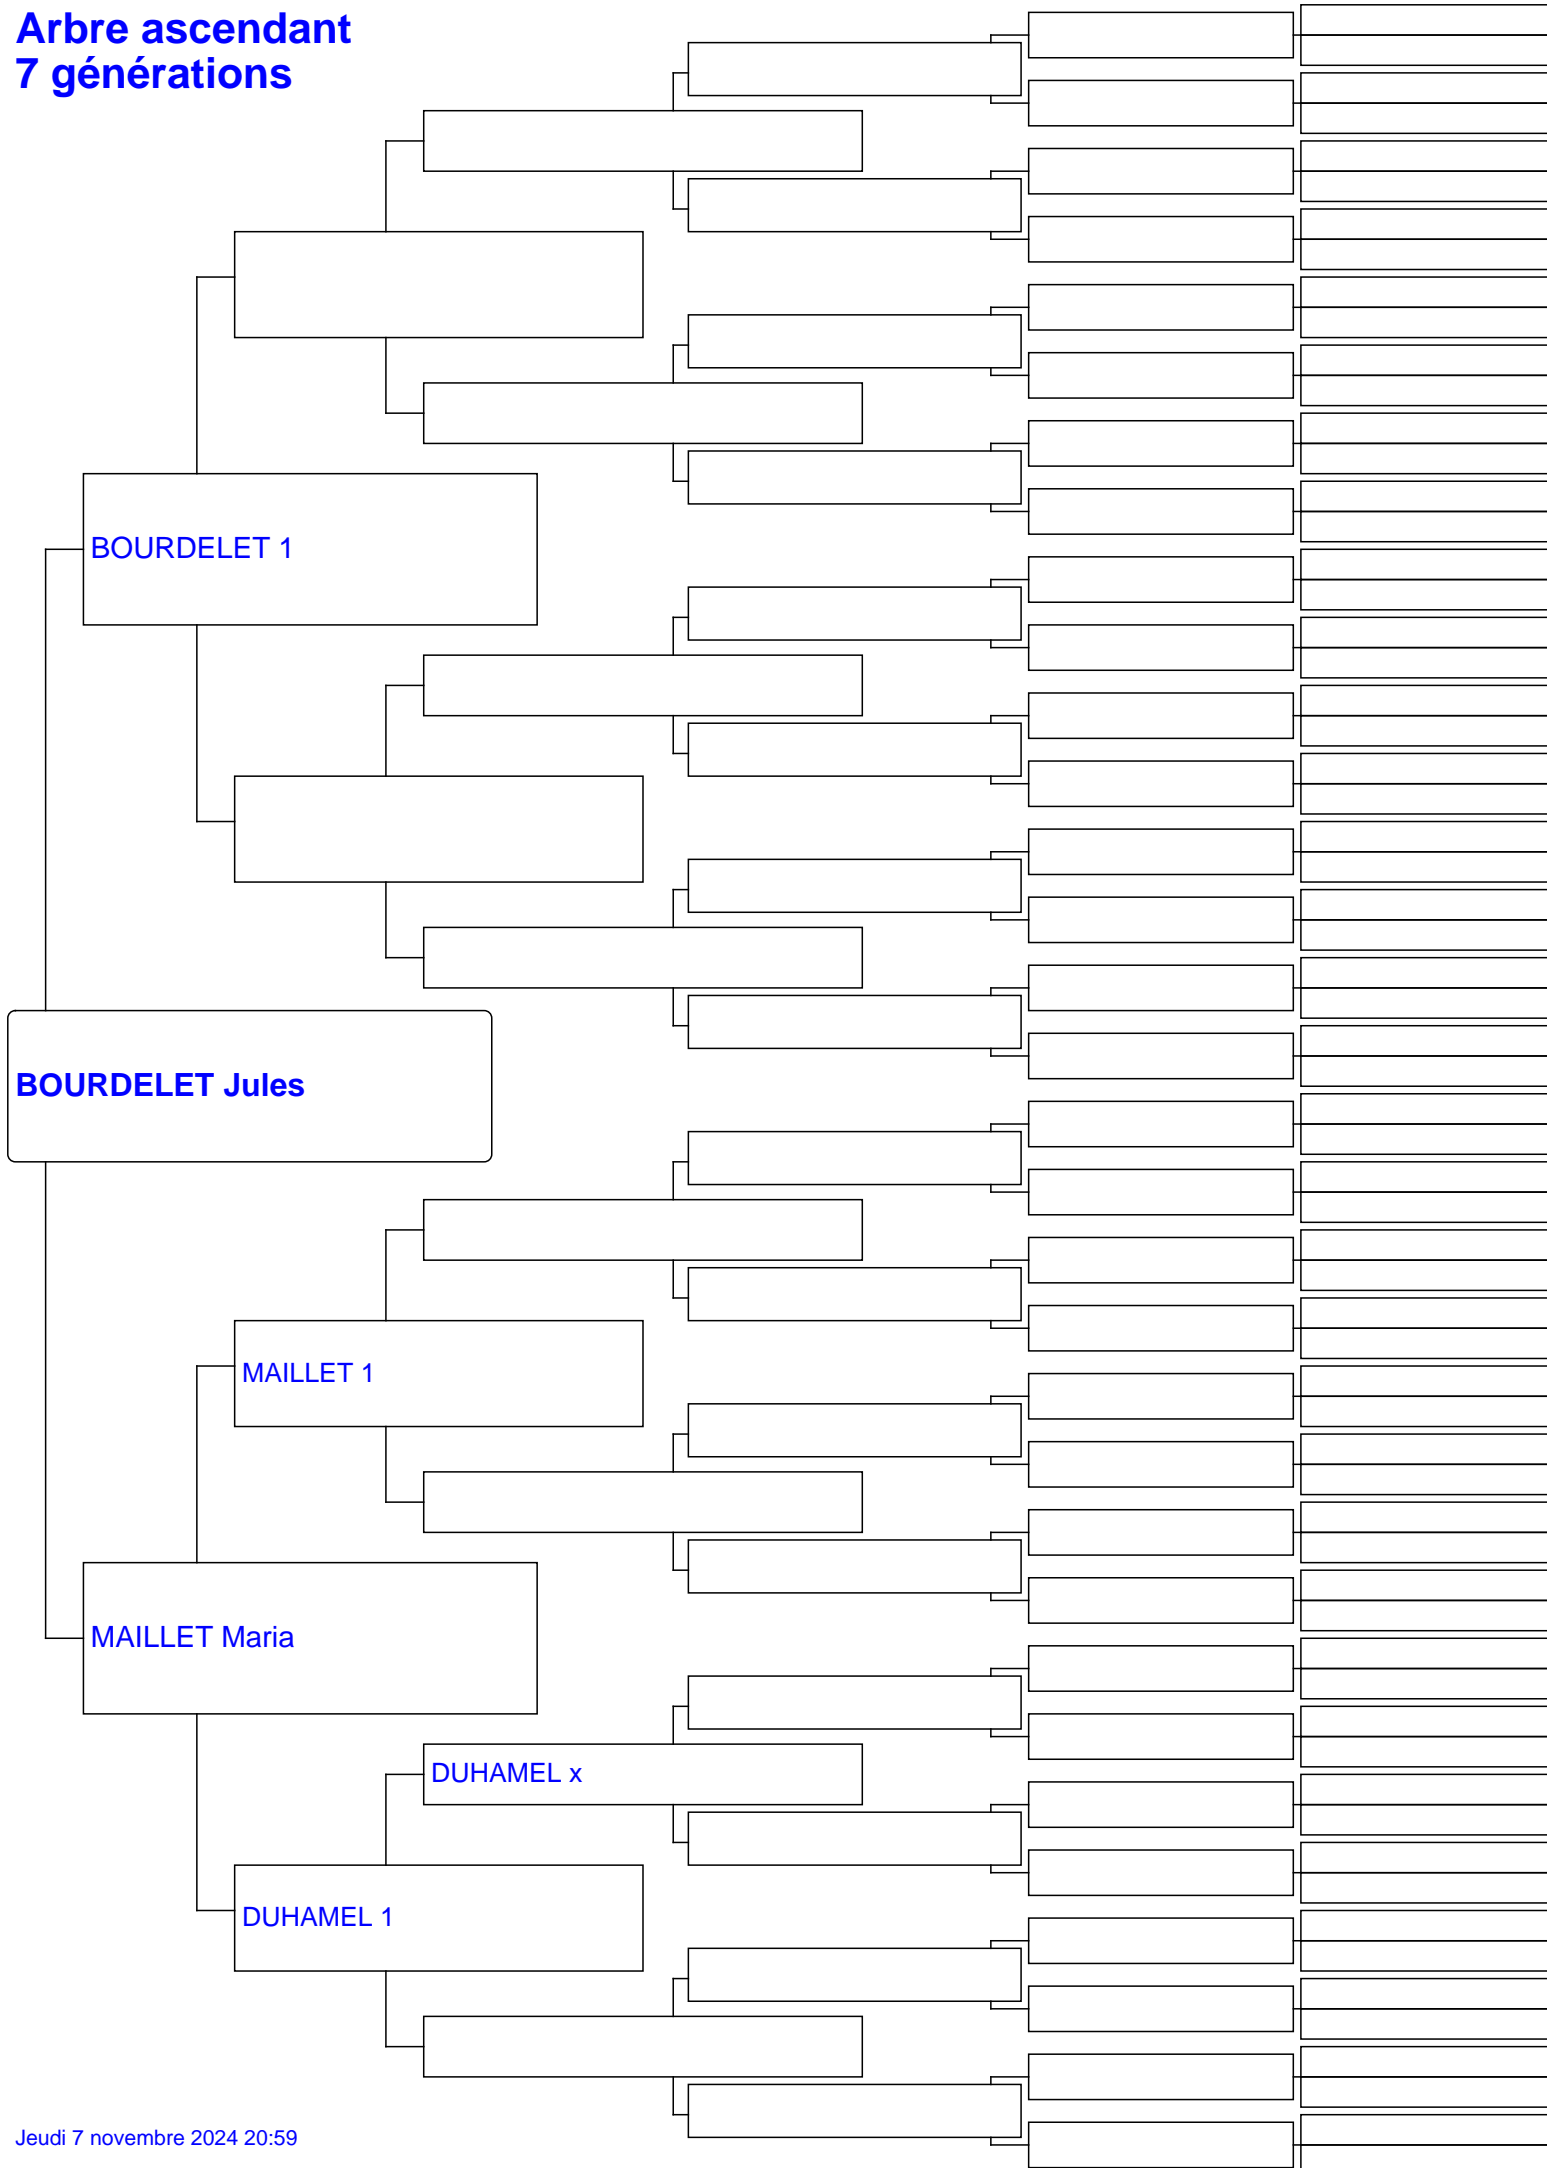 Arbre ascendant
7 générations
BOURDELET 1
BOURDELET Jules
MAILLET 1
MAILLET Maria
DUHAMEL x
DUHAMEL 1
Jeudi 7 novembre 2024 20:59